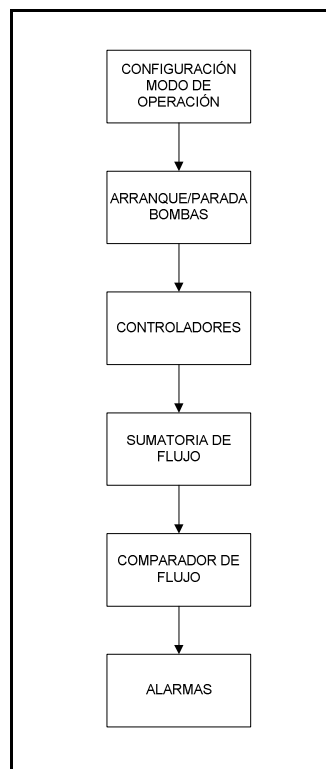 CONFIGURACIÓN
MODO DE
OPERACIÓN
ARRANQUE/PARADA
BOMBAS
CONTROLADORES
SUMATORIA DE
FLUJO
COMPARADOR DE
FLUJO
ALARMAS